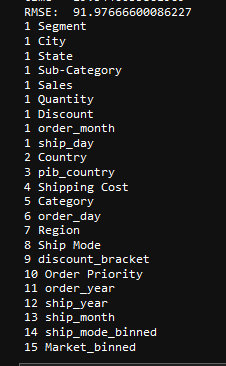 RMSE: 91.97666600086227
1 Segment
1 City
1 State
1 Sub-Category
1 Sales
1 Quantity
1 Discount
1 order_month
1 ship_day
2 Country
3 pib_country
4 Shipping Cost
5 Category
6 order_day
7 Region
8 Ship Mode
9 discount_bracket
10 Order Priority
11 order_year
12 ship_year
13 ship_month
14 ship_mode_binned
15 Market_binned